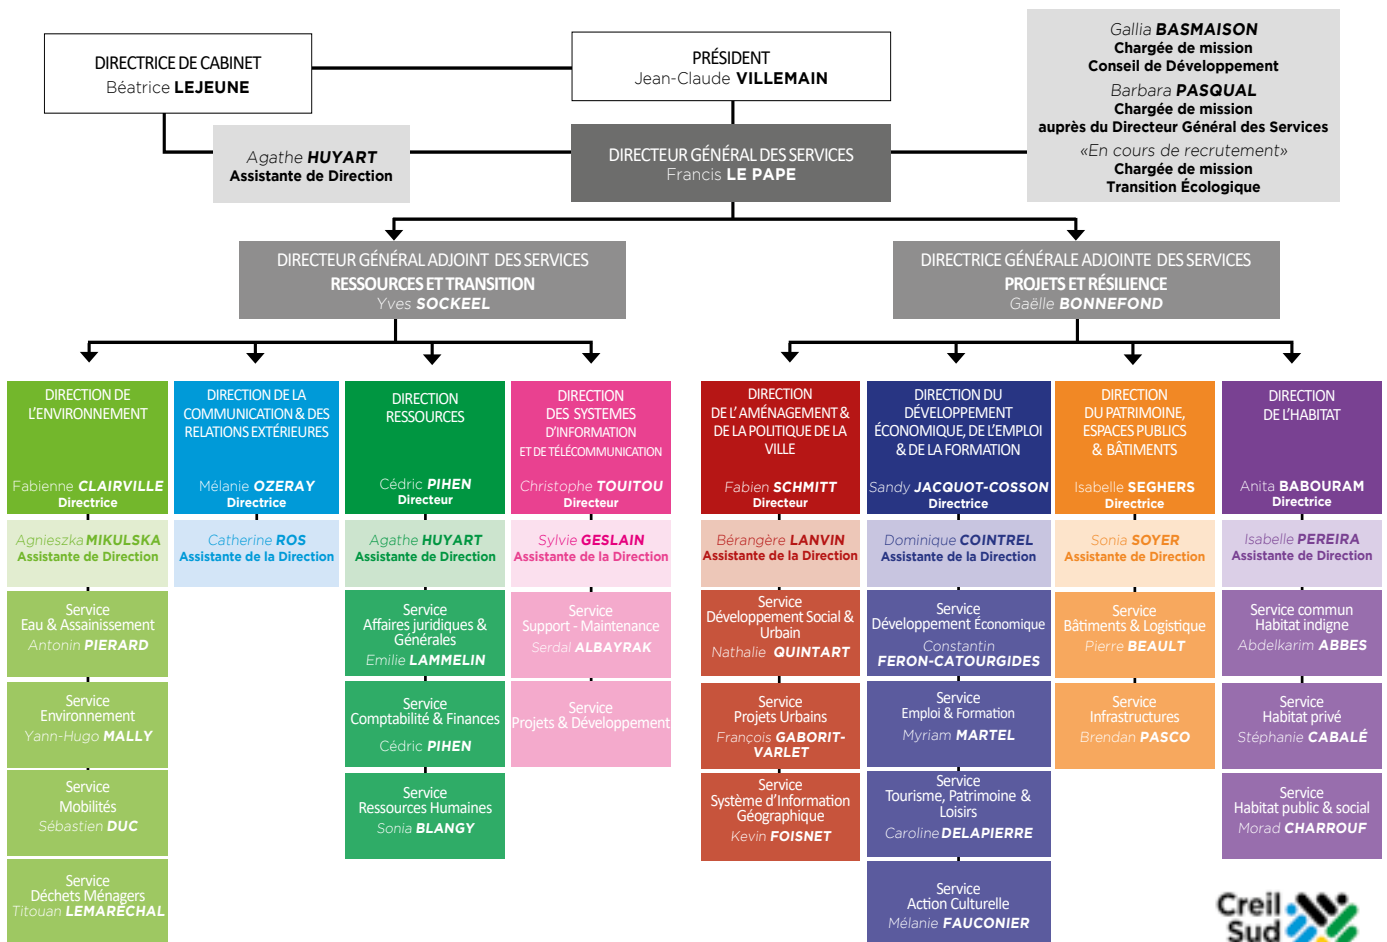 DIRECTRICE DE CABINET
Béatrice LEJEUNE
PRÉSIDENT
Jean-Claude VILLEMAIN
Gallia BASMAISON
Chargée de mission
Conseil de Développement
Barbara PASQUAL
Chargée de mission
auprès du Directeur Général des Services
«En cours de recrutement»
Chargée de mission
Transition Écologique
Agathe HUYART
Assistante de Direction
DIRECTEUR GÉNÉRAL DES SERVICES
Francis LE PAPE
DIRECTEUR GÉNÉRAL ADJOINT DES SERVICES
RESSOURCES ET TRANSITION
Yves SOCKEEL
DIRECTRICE GÉNÉRALE ADJOINTE DES SERVICES
PROJETS ET RÉSILIENCE
Gaëlle BONNEFOND
DIRECTION DE
L'ENVIRONNEMENT
Fabienne CLAIRVILLE
Directrice
Agnieszka MIKULSKA
Assistante de Direction
Service
Eau & Assainissement
Antonin PIERARD
Service
Environnement
Yann-Hugo MALLY
Service
Mobilités
Sébastien DUC
Service
Déchets Ménagers
Titouan LEMARÉCHAL
DIRECTION DE LA
COMMUNICATION & DES
RELATIONS EXTÉRIEURES
Mélanie OZERAY
Directrice
Catherine ROS
Assistante de la Direction
DIRECTION
RESSOURCES
Cédric PIHEN
Directeur
Agathe HUYART
Assistante de Direction
Service
Affaires juridiques &
Générales
Emilie LAMMELIN
Service
Comptabilité & Finances
Cédric PIHEN
Service
Ressources Humaines
Sonia BLANGY
DIRECTION
DES SYSTEMES
D'INFORMATION
ET DE TÉLÉCOMMUNICATION
Christophe TOUITOU
Directeur
Sylvie GESLAIN
Assistante de la Direction
Service
Support - Maintenance
Serdal ALBAYRAK
Service
Projets & Développement
DIRECTION
DE L' AMÉNAGEMENT &
DE LA POLITIQUE DE LA
VILLE
Fabien SCHMITT
Directeur
Bérangère LANVIN
Assistante de la Direction
Service
Développement Social &
Urbain
Nathalie QUINTART
Service
Projets Urbains
François GABORIT-
VARLET
Service
Système d'Information
Géographique
Kevin FOISNET
DIRECTION DU
DÉVELOPPEMENT
ÉCONOMIQUE, DE L'EMPLOI
& DE LA FORMATION
Sandy JACQUOT-COSSON
Directrice
Dominique COINTREL
Assistante de la Direction
Service
Développement Économique
Constantin
FERON-CATOURGIDES
Service
Emploi & Formation
Myriam MARTEL
Service
Tourisme, Patrimoine &
Loisirs
Caroline DELAPIERRE
Service
Action Culturelle
Mélanie FAUCONIER
DIRECTION
DU PATRIMOINE,
ESPACES PUBLICS
& BÂTIMENTS
Isabelle SEGHERS
Directrice
Sonia SOYER
Assistante de Direction
Service
Bâtiments & Logistique
Pierre BEAULT
Service
Infrastructures
Brendan PASCO
DIRECTION
DE L'HABITAT
Anita BABOURAM
Directrice
Isabelle PEREIRA
Assistante de Direction
Service commun
Habitat indigne
Abdelkarim ABBES
Service
Habitat privé
Stéphanie CABALÉ
Service
Habitat public & social
Morad CHARROUF
Creil
Sud